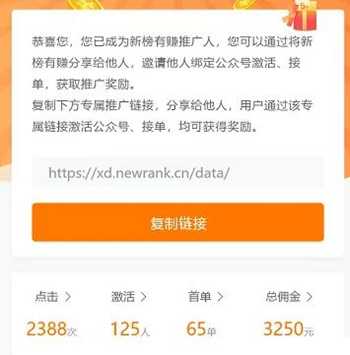 恭喜您，您已成为新榜有赚推广人，您可以通过将新
榜有赚分享给他人，邀请他人绑定公众号激活、接
单，获取推广奖励。
复制下方专属推广链接，分享给他人，用户通过该专
属链接激活公众号、接单，均可获得奖励。
https://xd.newrank.cn/data/
复制链接
点击 > 激活 > 首单 > 总佣金 >
2388次 125人 65单 3250元